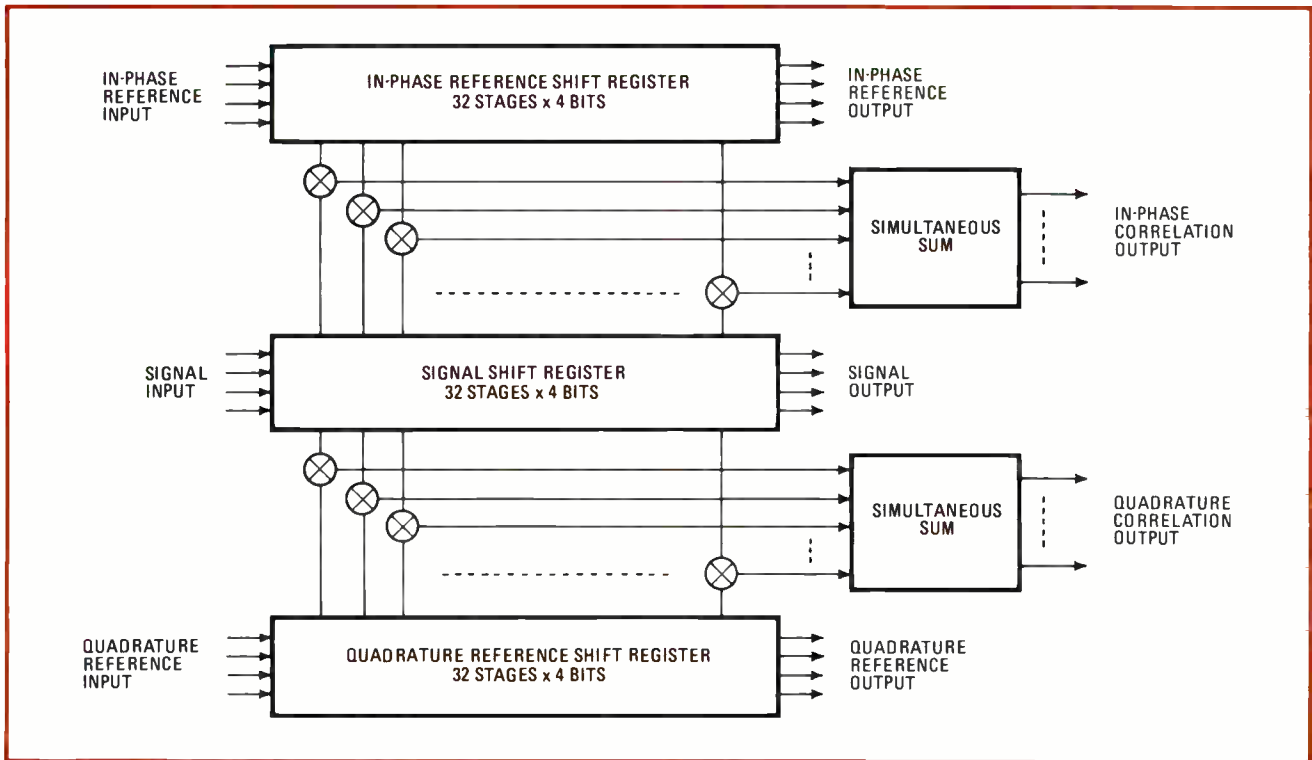 IN-PHASE
REFERENCE
INPUT
IN-PHASE REFERENCE SHIFT REGISTER
32 STAGES x 4 BITS
IN-PHASE
REFERENCE
OUTPUT
SIMULTANEOUS
SUM
IN-PHASE
CORRELATION
OUTPUT
SIGNAL
INPUT
SIGNAL SHIFT REGISTER
32 STAGES x 4 BITS
SIGNAL
OUTPUT
SIMULTANEOUS
SUM
QUADRATURE
CORRELATION
OUTPUT
QUADRATURE
REFERENCE
INPUT
QUADRATURE REFERENCE SHIFT REGISTER
32 STAGES x 4 BITS
QUADRATURE
REFERENCE
OUTPUT